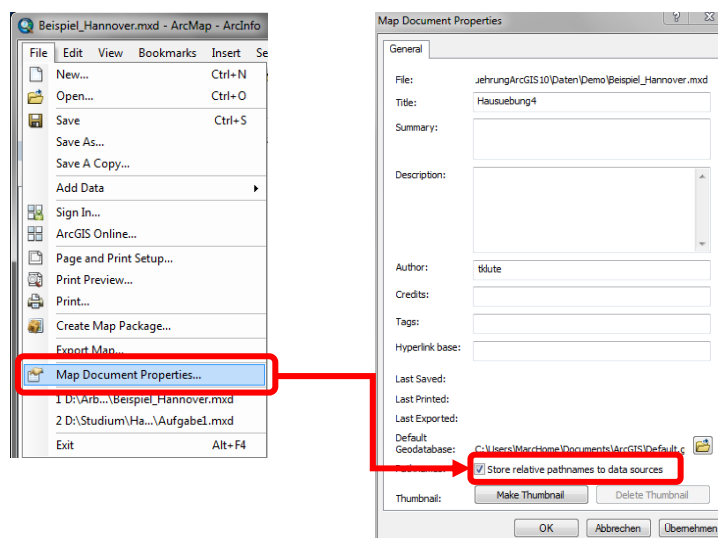 Beispiel_Hannover.mxd - ArcMap - ArcInfo
File Edit View Bookmarks Insert Se
New... Ctrl+N
Open... Ctrl+O
Save Ctrl+S
Save As...
Save A Copy...
Add Data
Sign In...
ArcGIS Online...
Page and Print Setup...
Print Preview...
Print...
Create Map Package...
Export Map...
Map Document Properties...
1 D:\Arb...\Beispiel_Hannover.mxd
2 D:\Studium\Ha...\Aufgabe1.mxd
Exit Alt+F4
Map Document Properties
General
File: uehrungArcGIS10\Daten\Demo\Beispiel_Hannover.mxd
Title: Hausuebung4
Summary:
Description:
Author: tklute
Credits:
Tags:
Hyperlink base:
Last Saved:
Last Printed:
Last Exported:
Default
Geodatabase: C:\Users\MarcHome\Documents\ArcGIS\Default.g
Store relative pathnames to data sources
Thumbnail: Make Thumbnail Delete Thumbnail
OK Abbrechen Übernehmen